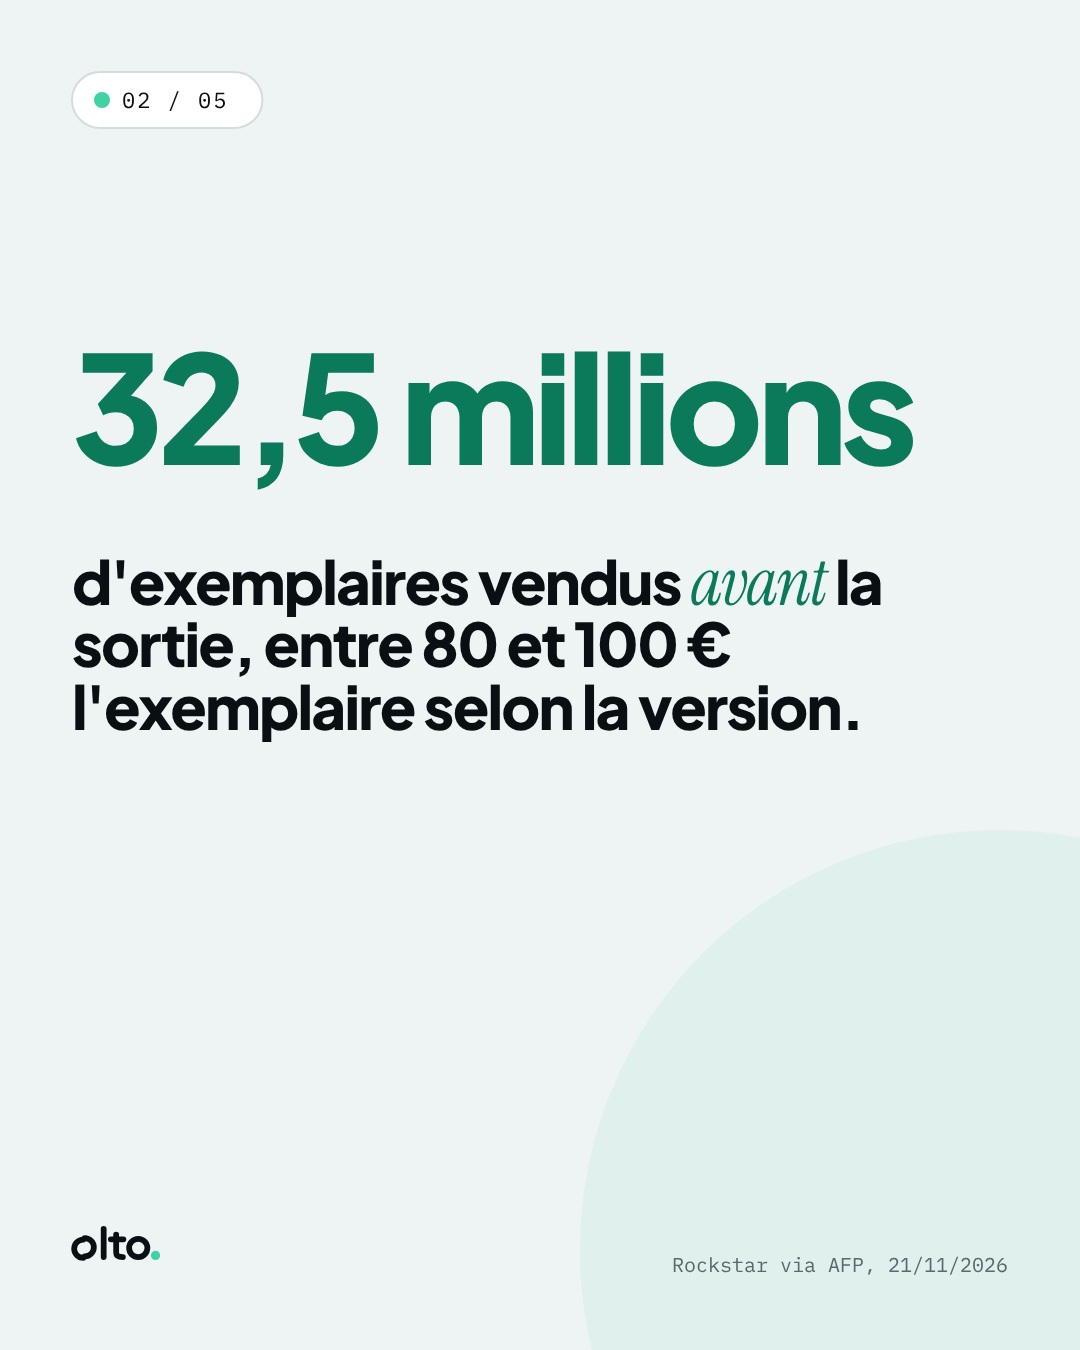 02 / 05
32,5 millions
d'exemplaires vendus avant la
sortie, entre 80 et 100 €
l'exemplaire selon la version.
olto.
Rockstar via AFP, 21/11/2026